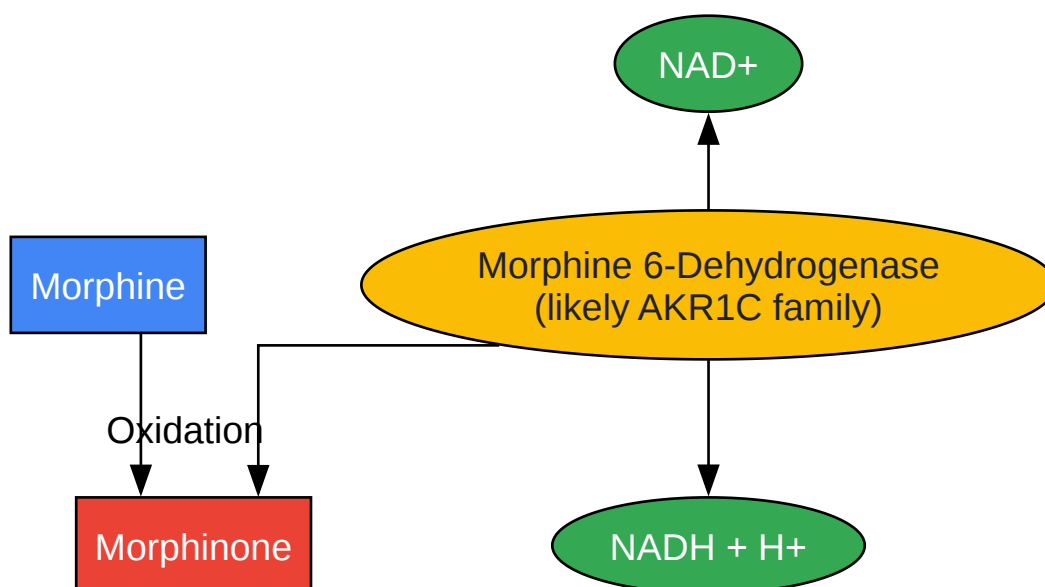 NAD+
Morphine 6-Dehydrogenase
(likely AKR1C family)
Morphine
Oxidation
Morphinone
NADH + H+